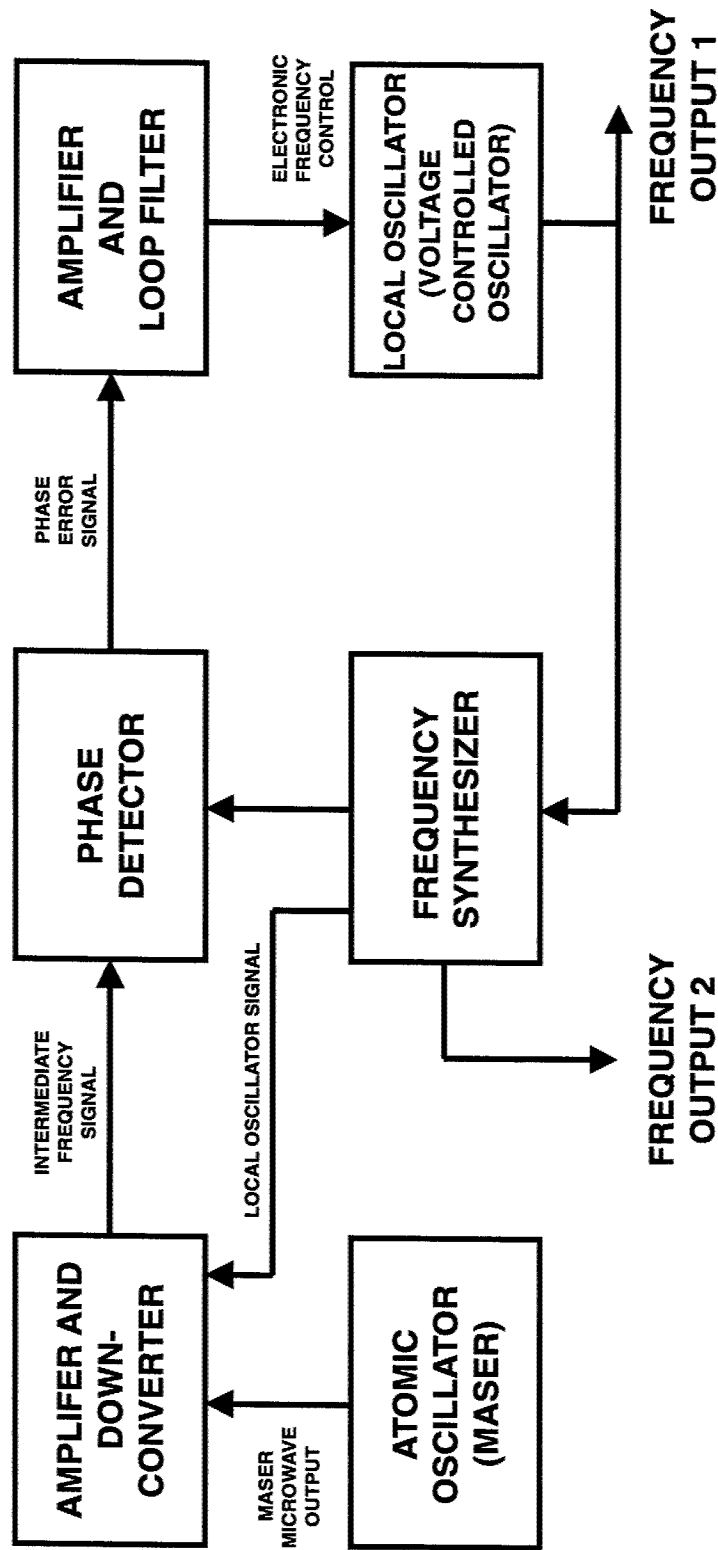 AMPLIFER AND
DOWN-
CONVERTER
INTERMEDIATE
FREQUENCY
SIGNAL
PHASE
DETECTOR
PHASE
ERROR
SIGNAL
AMPLIFIER
AND
LOOP FILTER
MASER
MICROWAVE
OUTPUT
LOCAL OSCILLATOR SIGNAL
ELECTRONIC
FREQUENCY
CONTROL
ATOMIC
OSCILLATOR
(MASER)
FREQUENCY
SYNTHESIZER
LOCAL OSCILLATOR
(VOLTAGE
CONTROLLED
OSCILLATOR)
FREQUENCY
OUTPUT 2
FREQUENCY
OUTPUT 1